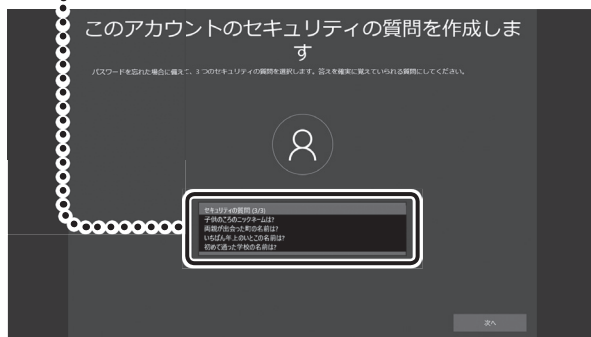 このアカウントのセキュリティの質問を作成しま
す
パスワードを忘れた場合に備えて、3 つのセキュリティの質問を選択します。答えを確実に覚えていられる質問にしてください。
セキュリティの質問 (3/3)
子供のころのニックネームは?
両親が出会った町の名前は?
いちばん年上のいとこの名前は?
初めて通った学校の名前は?
次へ